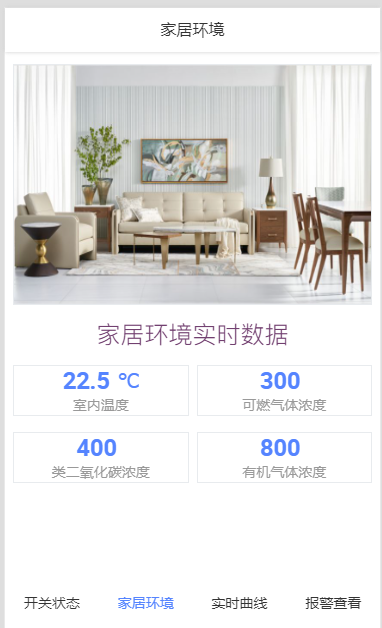 家居环境
家居环境实时数据
22.5 ℃
室内温度
300
可燃气体浓度
400
类二氧化碳浓度
800
有机气体浓度
开关状态 家居环境 实时曲线 报警查看